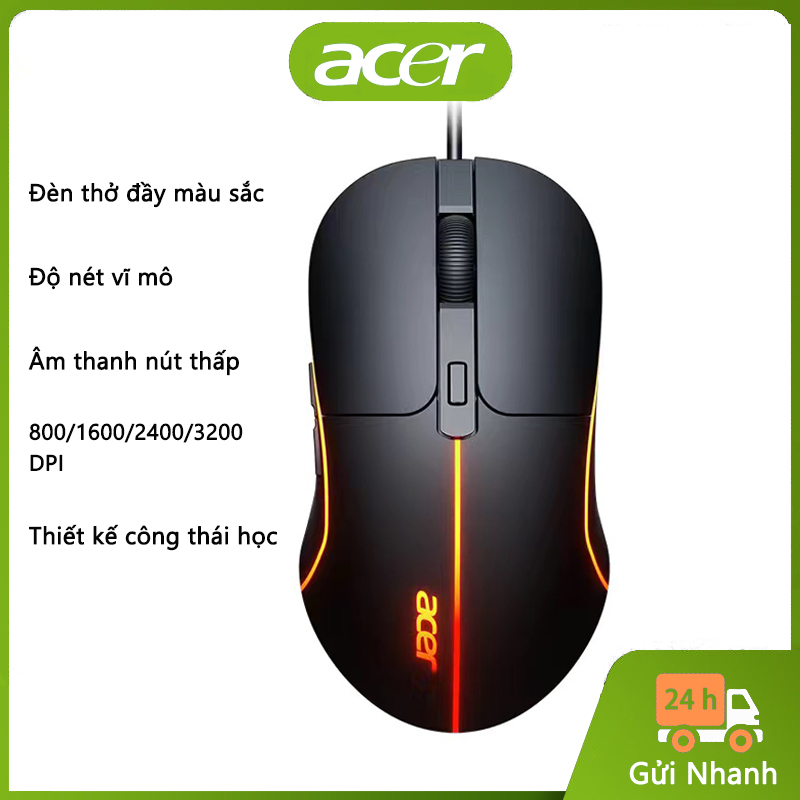 acer
Đèn thở đầy màu sắc
Độ nét vĩ mô
Âm thanh nút thấp
800/1600/2400/3200
DPI
Thiết kế công thái học
acer
24 h
Gửi Nhanh